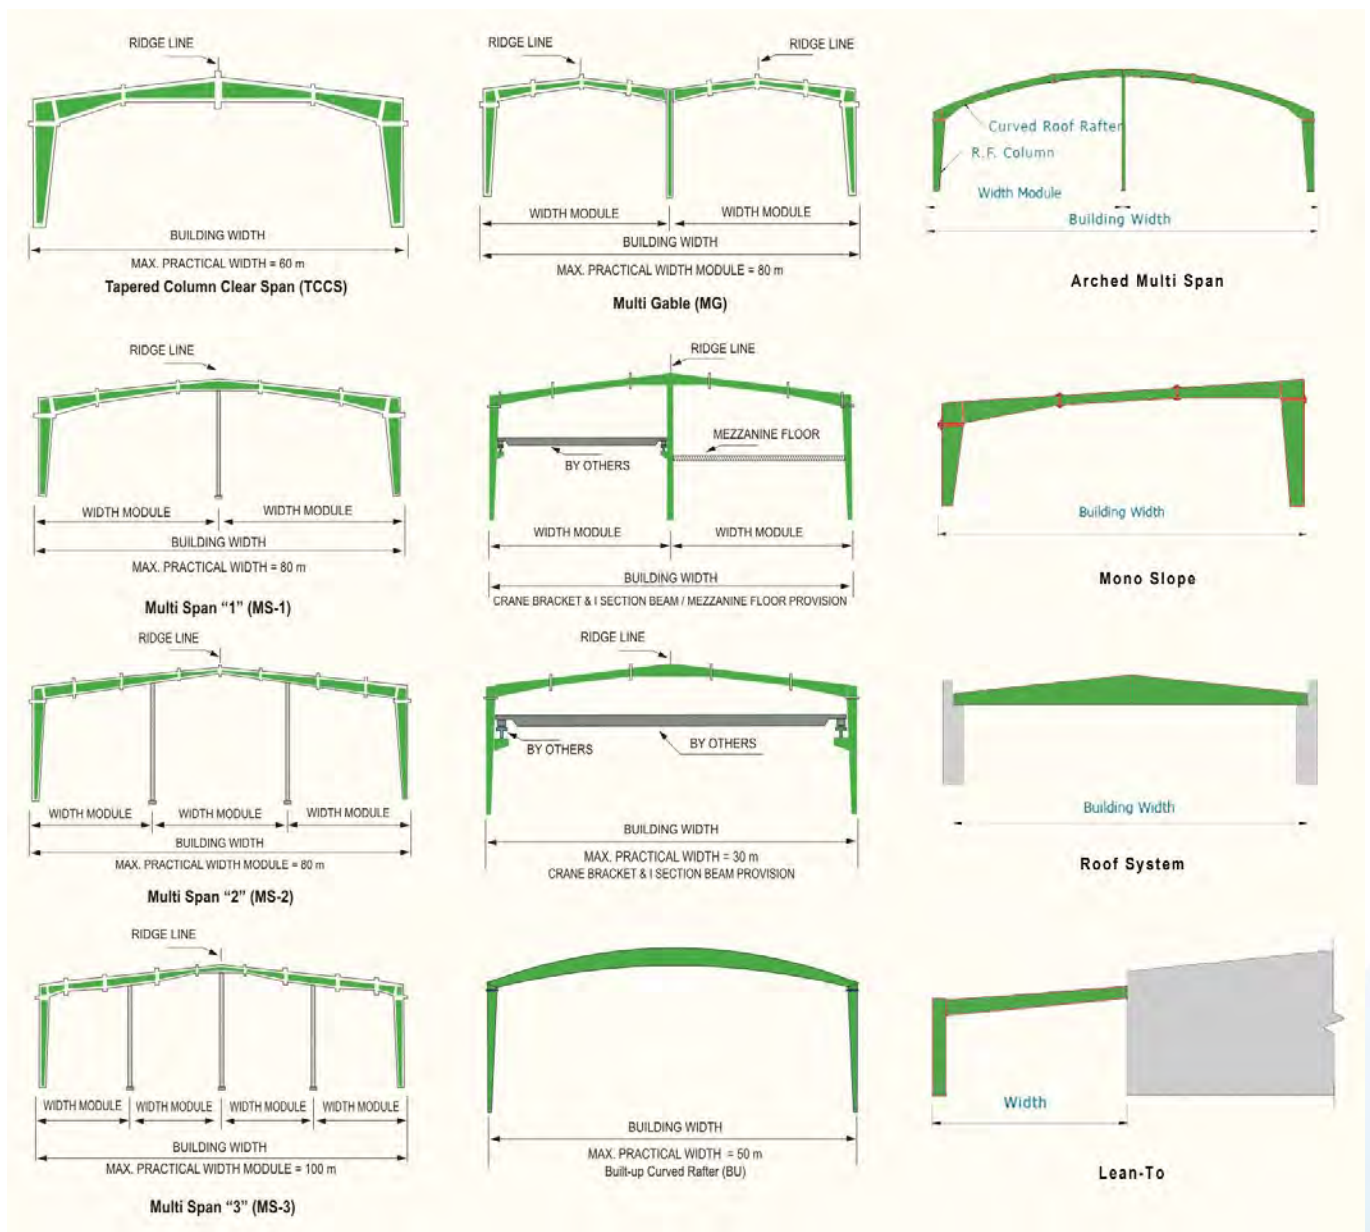 RIDGE LINE
BUILDING WIDTH
MAX. PRACTICAL WIDTH = 60 m
Tapered Column Clear Span (TCCS)
RIDGE LINE
RIDGE LINE
WIDTH MODULE
WIDTH MODULE
BUILDING WIDTH
MAX. PRACTICAL WIDTH MODULE = 80 m
Multi Gable (MG)
Curved Roof Rafter
R.F. Column
Width Module
Building Width
Arched Multi Span
RIDGE LINE
WIDTH MODULE
WIDTH MODULE
BUILDING WIDTH
MAX. PRACTICAL WIDTH = 80 m
Multi Span “1” (MS-1)
RIDGE LINE
MEZZANINE FLOOR
BY OTHERS
WIDTH MODULE
WIDTH MODULE
BUILDING WIDTH
CRANE BRACKET & I SECTION BEAM / MEZZANINE FLOOR PROVISION
Building Width
Mono Slope
RIDGE LINE
WIDTH MODULE
WIDTH MODULE
WIDTH MODULE
BUILDING WIDTH
MAX. PRACTICAL WIDTH MODULE = 80 m
Multi Span “2” (MS-2)
RIDGE LINE
BY OTHERS
BY OTHERS
BUILDING WIDTH
MAX. PRACTICAL WIDTH = 30 m
CRANE BRACKET & I SECTION BEAM PROVISION
Building Width
Roof System
RIDGE LINE
WIDTH MODULE
WIDTH MODULE
WIDTH MODULE
WIDTH MODULE
BUILDING WIDTH
MAX. PRACTICAL WIDTH MODULE = 100 m
Multi Span “3” (MS-3)
BUILDING WIDTH
MAX. PRACTICAL WIDTH = 50 m
Built-up Curved Rafter (BU)
Width
Lean-To